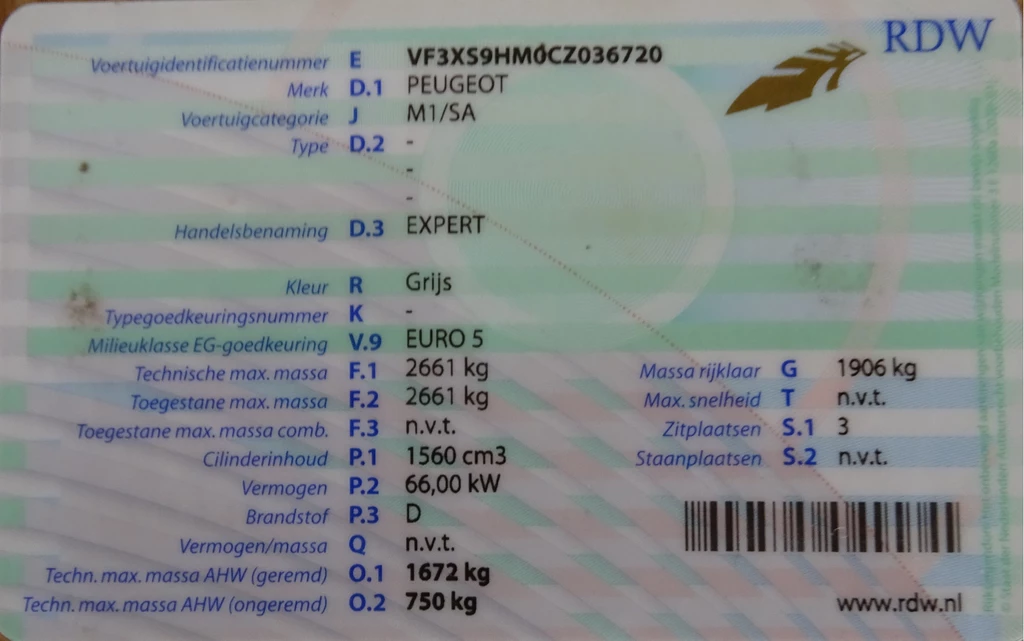 RDW
Voertuigidentificatienummer E VF3XS9HM0CZ036720
Merk D.1 PEUGEOT
Voertuigcategorie J M1/SA
Type D.2 -
-
-
Handelsbenaming D.3 EXPERT
Kleur R Grijs
Typegoedkeuringsnummer K -
Milieuklasse EG-goedkeuring V.9 EURO 5
Technische max. massa F.1 2661 kg Massa rijklaar G 1906 kg
Toegestane max. massa F.2 2661 kg Max. snelheid T n.v.t.
Toegestane max. massa comb. F.3 n.v.t. Zitplaatsen S.1 3
Cilinderinhoud P.1 1560 cm3 Staanplaatsen S.2 n.v.t.
Vermogen P.2 66,00 kW
Brandstof P.3 D
Vermogen/massa Q n.v.t.
Techn. max. massa AHW (geremd) O.1 1672 kg
Techn. max. massa AHW (ongeremd) O.2 750 kg www.rdw.nl